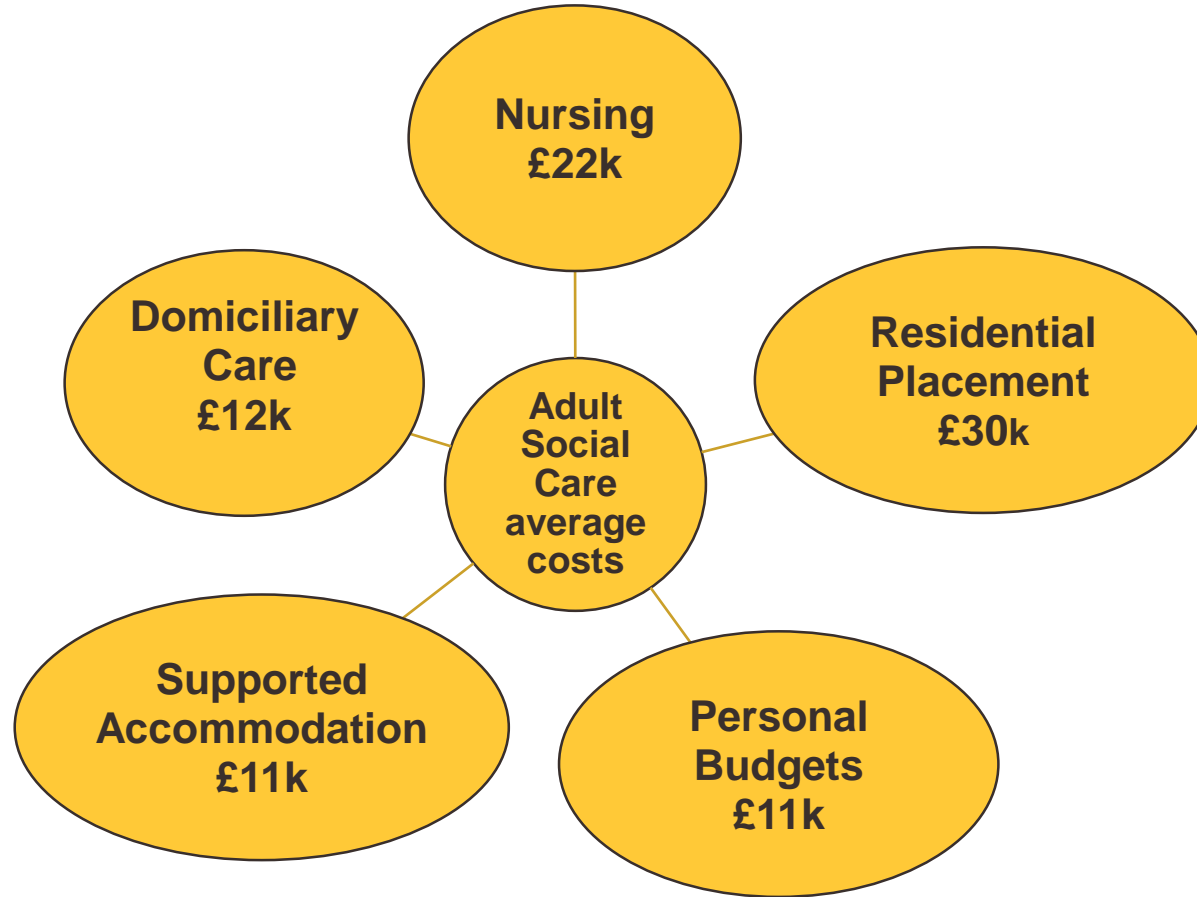 Nursing
£22k
Domiciliary
Care
£12k
Residential
Placement
£30k
Adult
Social
Care
average
costs
Supported
Accommodation
£11k
Personal
Budgets
£11k